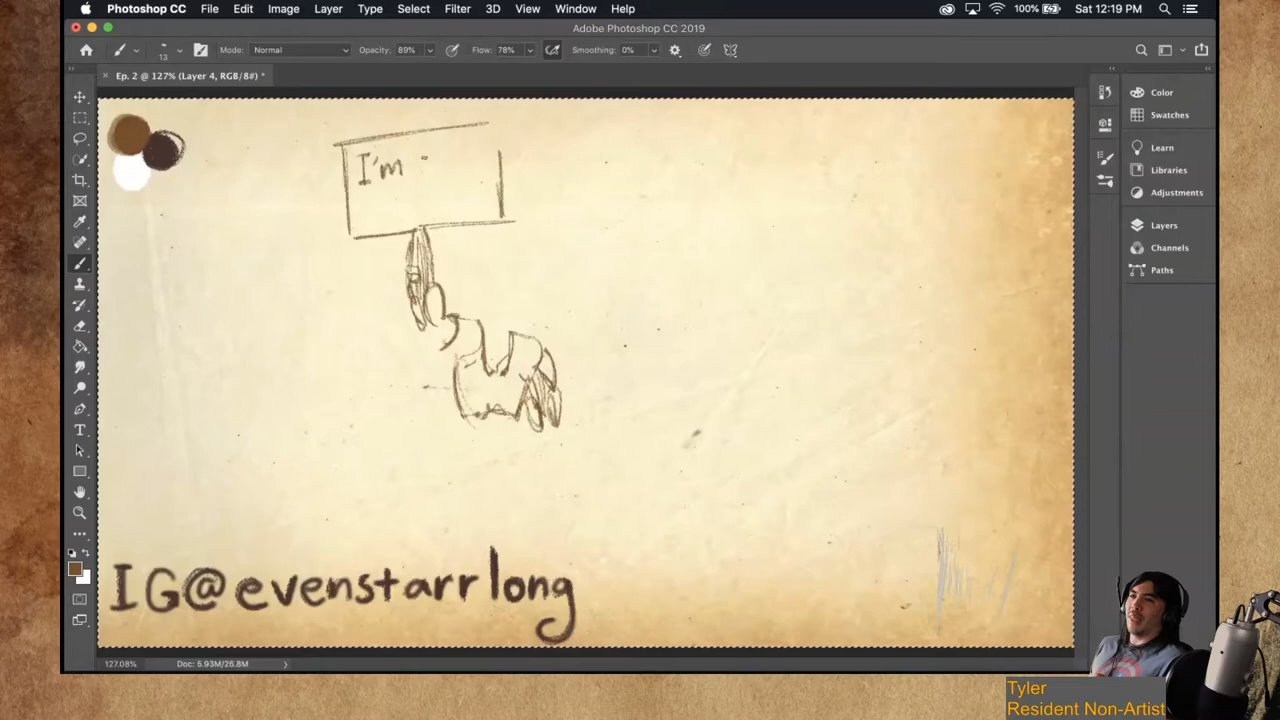 Photoshop CC File Edit Image Layer Type Select Filter 3D View Window Help 100% Sat 12:19 PM
Adobe Photoshop CC 2019
13 Mode: Normal Opacity: 89% Flow: 78% Smoothing: 0%
Ep. 2 @ 127% (Layer 4, RGB/8#) *
Color
Swatches
Learn
Libraries
Adjustments
Layers
Channels
Paths
I'm
IG@evenstarrlong
127.08% Doc: 5.93M/26.8M
Tyler
Resident Non-Artist